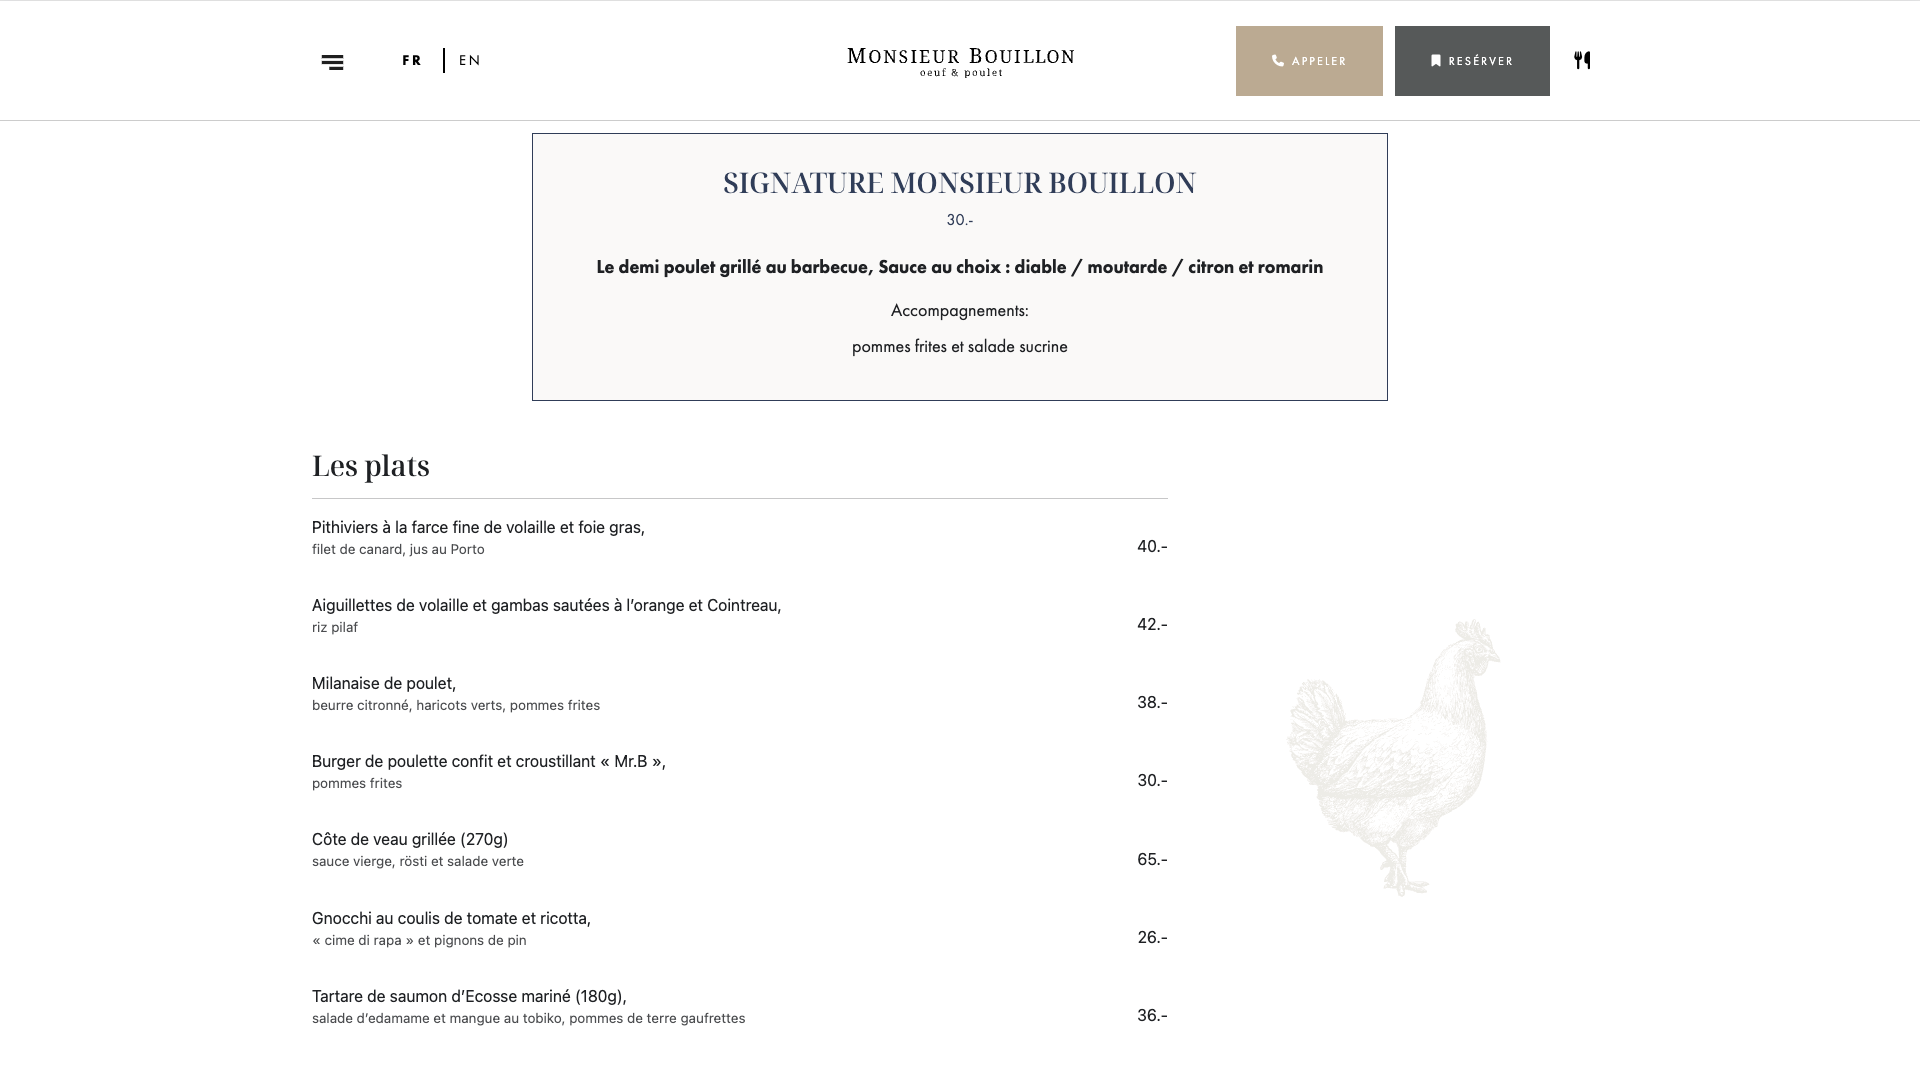 FR
EN
MONSIEUR BOUILLON
oeuf & poulet
APPELER
RESÉRVER
SIGNATURE MONSIEUR BOUILLON
30.-
Le demi poulet grillé au barbecue, Sauce au choix : diable / moutarde / citron et romarin
Accompagnements:
pommes frites et salade sucrine
Les plats
Pithiviers à la farce fine de volaille et foie gras,
filet de canard, jus au Porto
40.-
Aiguillettes de volaille et gambas sautées à l’orange et Cointreau,
riz pilaf
42.-
Milanaise de poulet,
beurre citronné, haricots verts, pommes frites
38.-
Burger de poulette confit et croustillant « Mr.B »,
pommes frites
30.-
Côte de veau grillée (270g)
sauce vierge, rösti et salade verte
65.-
Gnocchi au coulis de tomate et ricotta,
« cime di rapa » et pignons de pin
26.-
Tartare de saumon d’Ecosse mariné (180g),
salade d’edamame et mangue au tobiko, pommes de terre gaufrettes
36.-